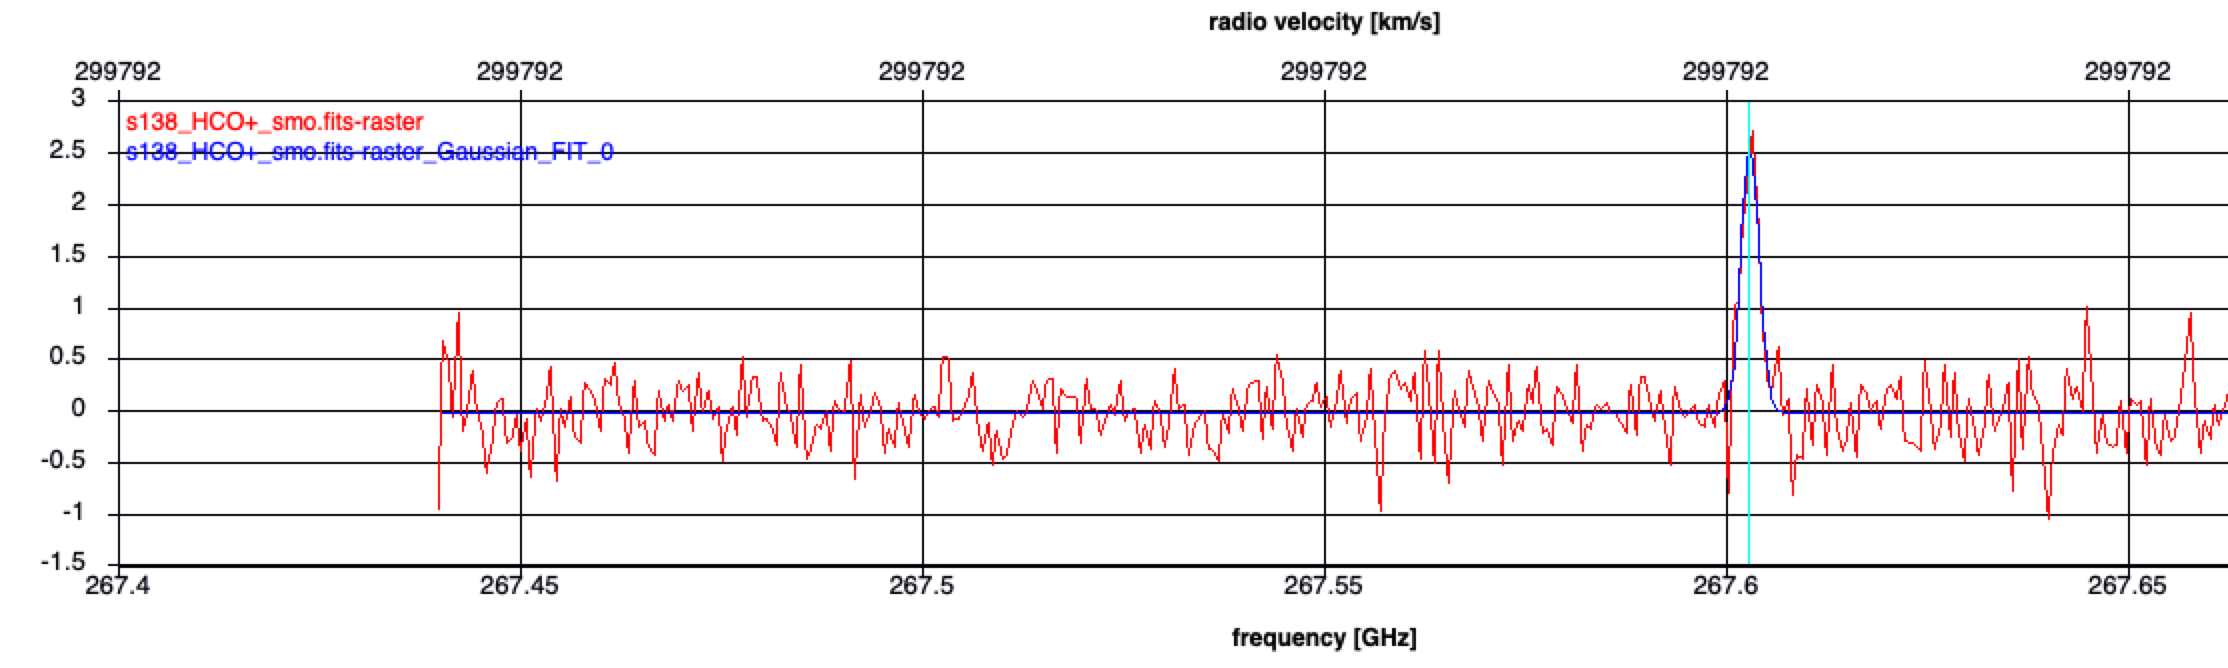 radio velocity [km/s]
299792 299792 299792 299792 299792 299792
3
s138_HCO+_smo.fits-raster
2.5
s138_HCO+_smo.fits-raster_Gaussian_FIT_0
2
1.5
1
0.5
0
-0.5
-1
-1.5
267.4 267.45 267.5 267.55 267.6 267.65
frequency [GHz]